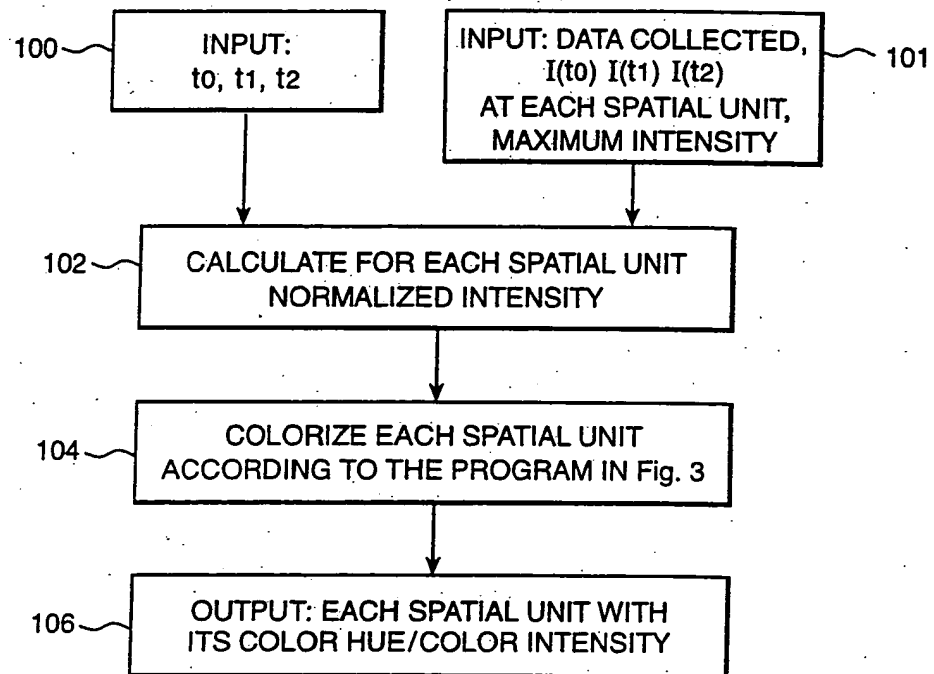 100
INPUT:
t0, t1, t2
INPUT: DATA COLLECTED,
I(t0) I(t1) I(t2)
AT EACH SPATIAL UNIT,
MAXIMUM INTENSITY
101
102
CALCULATE FOR EACH SPATIAL UNIT
NORMALIZED INTENSITY
104
COLORIZE EACH SPATIAL UNIT
ACCORDING TO THE PROGRAM IN Fig. 3
106
OUTPUT: EACH SPATIAL UNIT WITH
ITS COLOR HUE/COLOR INTENSITY